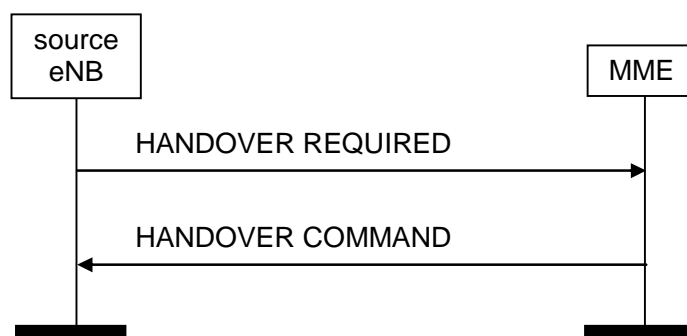 source
eNB
MME
HANDOVER REQUIRED
HANDOVER COMMAND